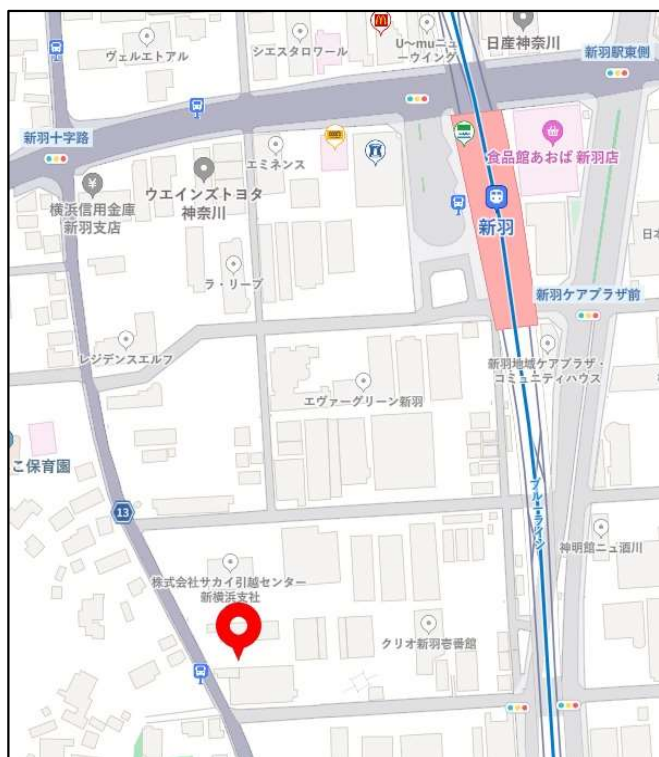 U～muニュ
ーウイング
日産神奈川
ヴェルエトアル
シエスタロワール
新羽駅東側
新羽十字路
エミネンス
食品館あおば 新羽店
ウエインズトヨタ
神奈川
¥
横浜信用金庫
新羽支店
新羽
日本
ラ・リーブ
新羽ケアプラザ前
レジデンスエルフ
新羽地域ケアプラザ・
コミュニティハウス
エヴァーグリーン新羽
こ保育園
ブルーライン
13
神明館ニュ酒川
株式会社サカイ引越センター
新横浜支社
クリオ新羽壱番館